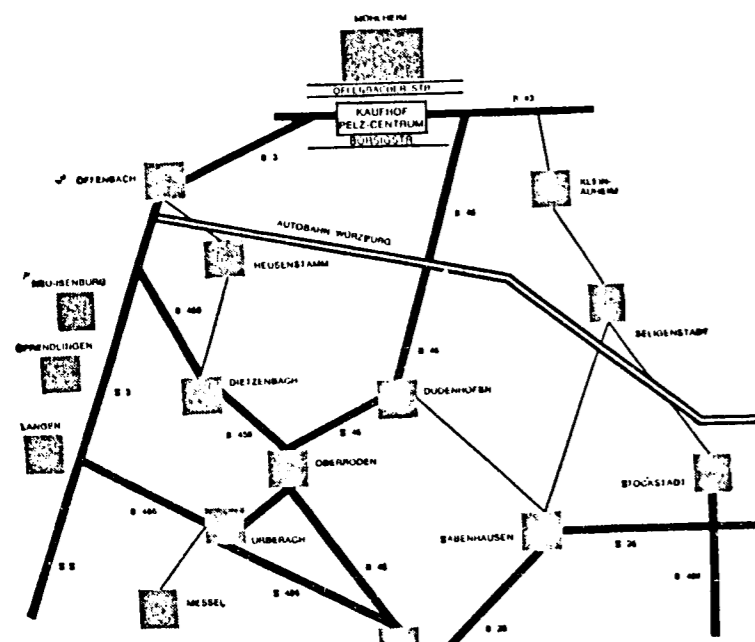 MÜHLHEIM
OFFENBACHER STR
KAUFHOF
PELZ-CENTRUM
BORSIGSTR
B 43
B 3
OFFENBACH
KLEIN-
AUHEIM
B 45
AUTOBAHN WÜRZBURG
HEUSENSTAMM
NEU-ISENBURG
SELIGENSTADT
SPRENDLINGEN
B 459
B 45
B 3
DIETZENBACH
DUDENHOFEN
LANGEN
B 459
B 45
OBERRODEN
STOCKSTADT
B 486
URBERACH
BABENHAUSEN
B 26
B 3
B 45
B 469
B 486
MESSEL
B 26